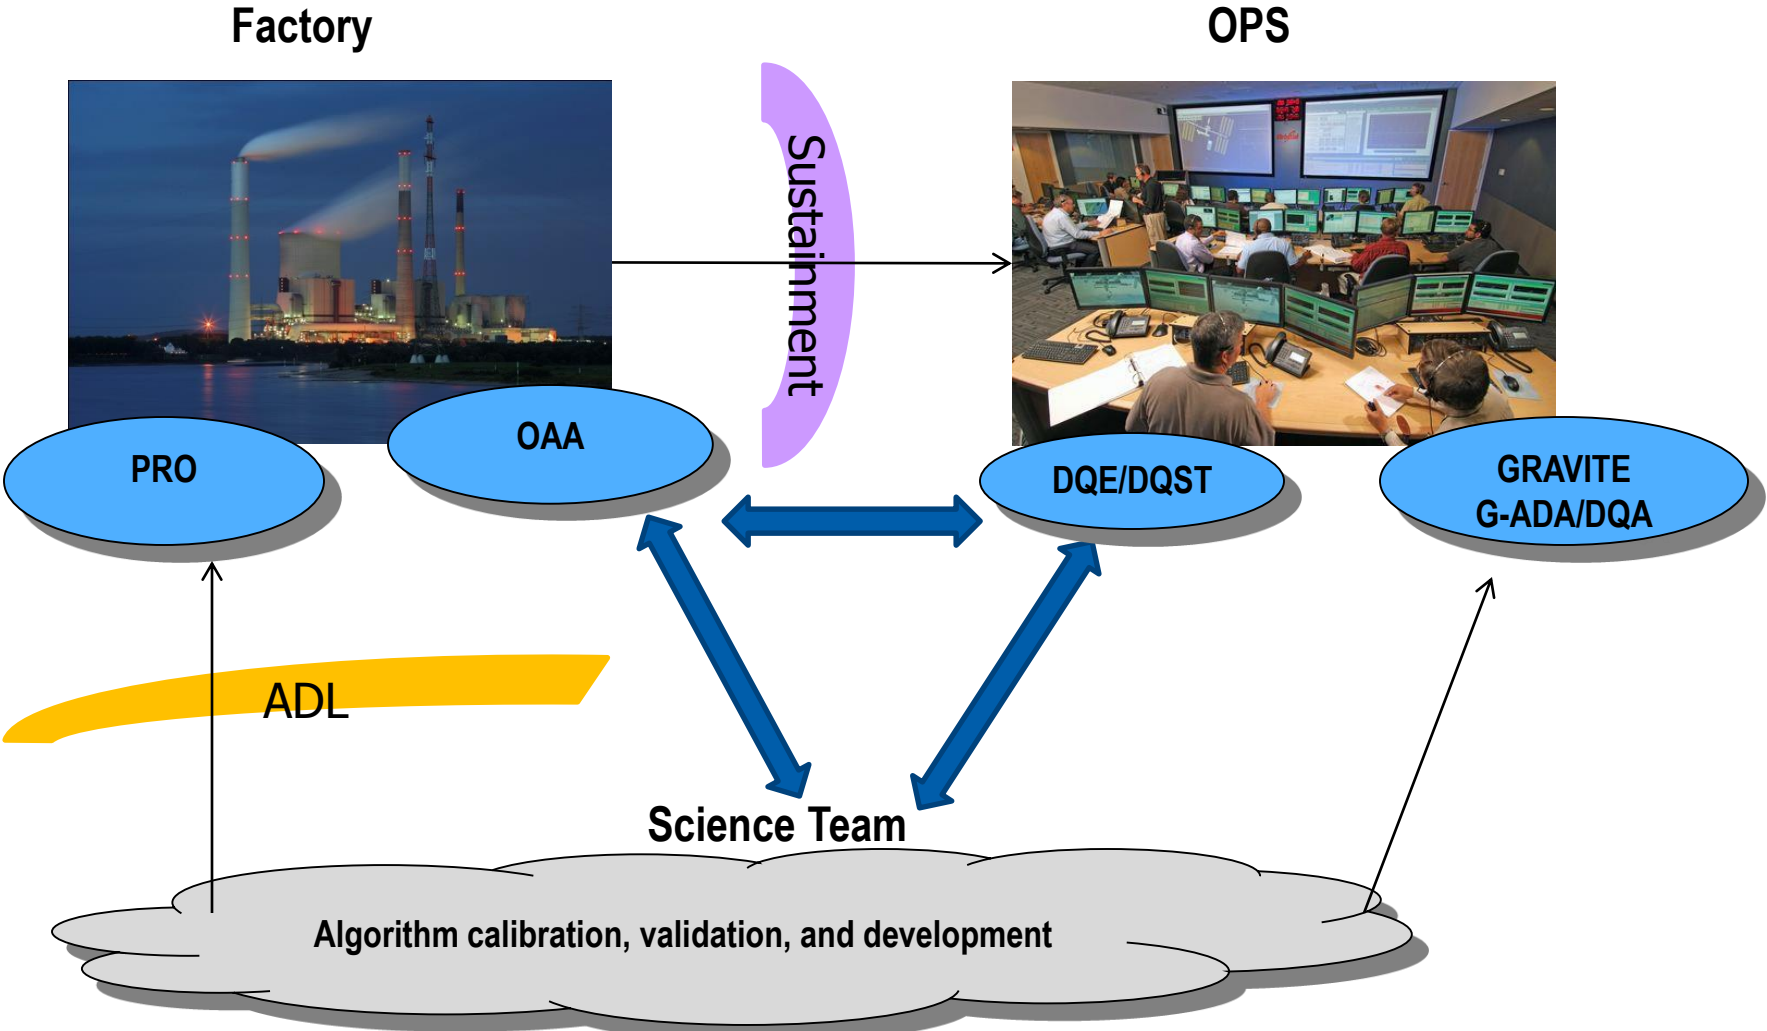 Factory
OPS
Sustainment
PRO
OAA
DQE/DQST
GRAVITE
G-ADA/DQA
ADL
Science Team
Algorithm calibration, validation, and development